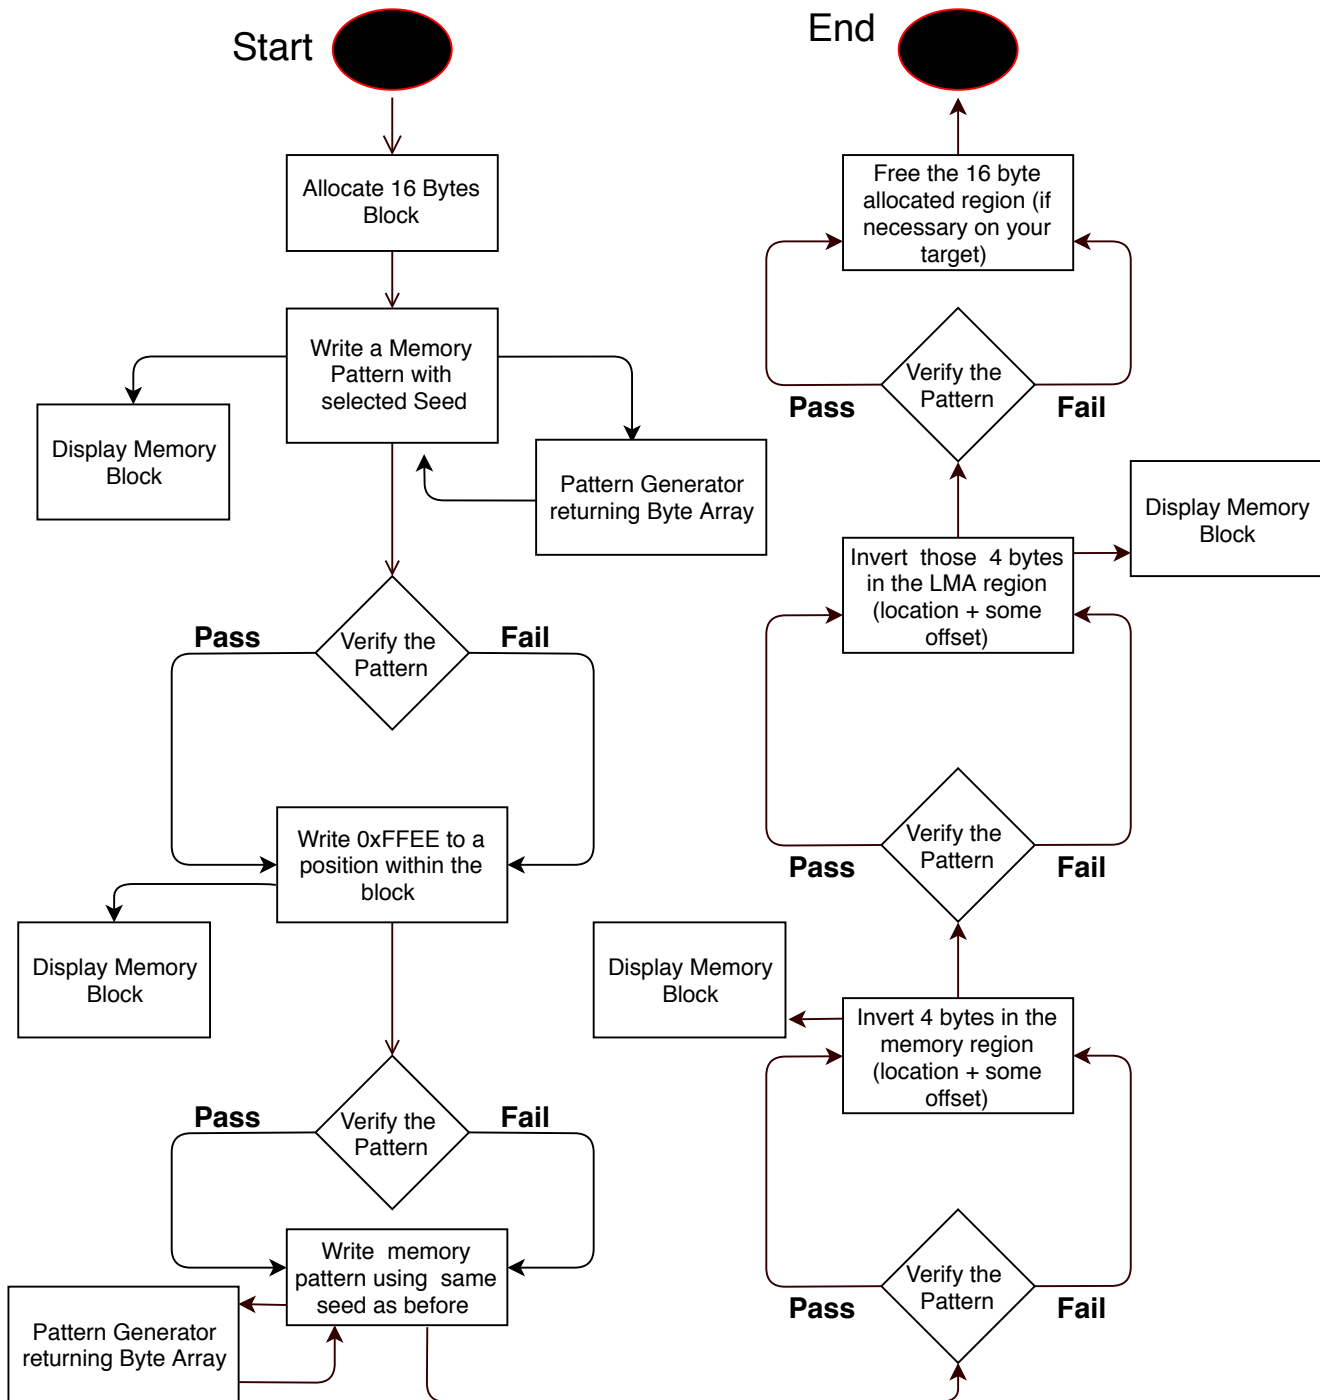 Start
Allocate 16 Bytes
Block
Write a Memory
Pattern with
selected Seed
Display Memory
Block
Pattern Generator
returning Byte Array
Pass
Verify the
Pattern
Fail
Write 0xFFEE to a
position within the
block
Display Memory
Block
Pass
Verify the
Pattern
Fail
Write  memory
pattern using  same
seed as before
Pattern Generator
returning Byte Array
End
Free the 16 byte
allocated region (if
necessary on your
target)
Verify the
Pattern
Pass
Fail
Display Memory
Block
Invert  those  4 bytes
in the LMA region
(location + some
offset)
Verify the
Pattern
Pass
Fail
Display Memory
Block
Invert 4 bytes in the
memory region
(location + some
offset)
Verify the
Pattern
Pass
Fail